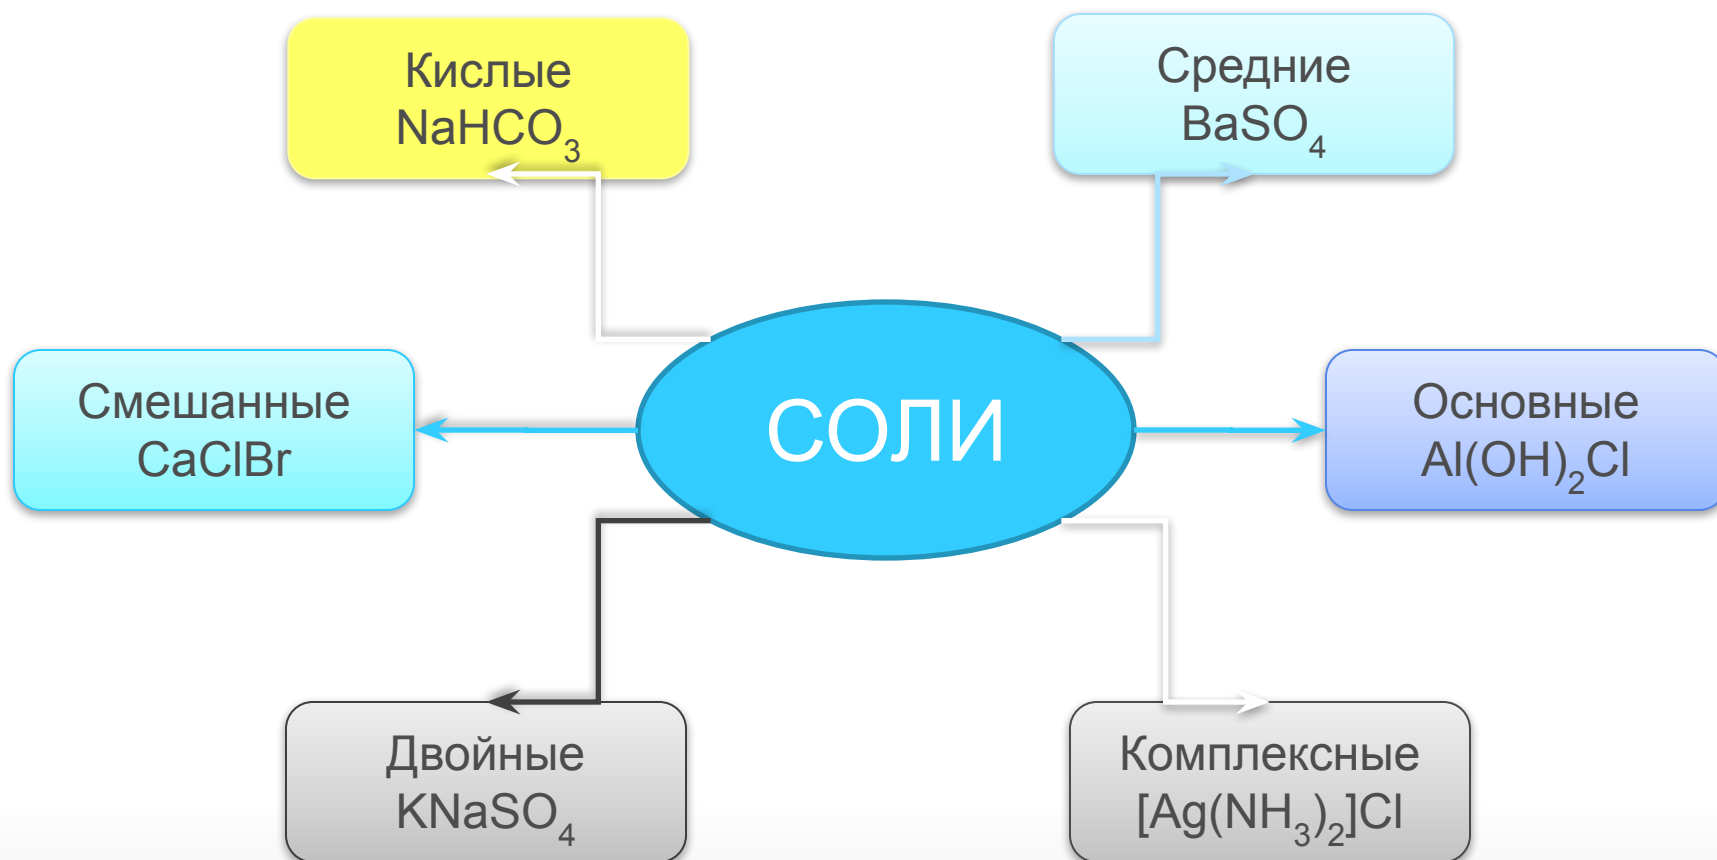 Кислые
NaHCO₃
Средние
BaSO₄
Смешанные
CaClBr
СОЛИ
Основные
Al(OH)₂Cl
Двойные
KNaSO₄
Комплексные
[Ag(NH₃)₂]Cl